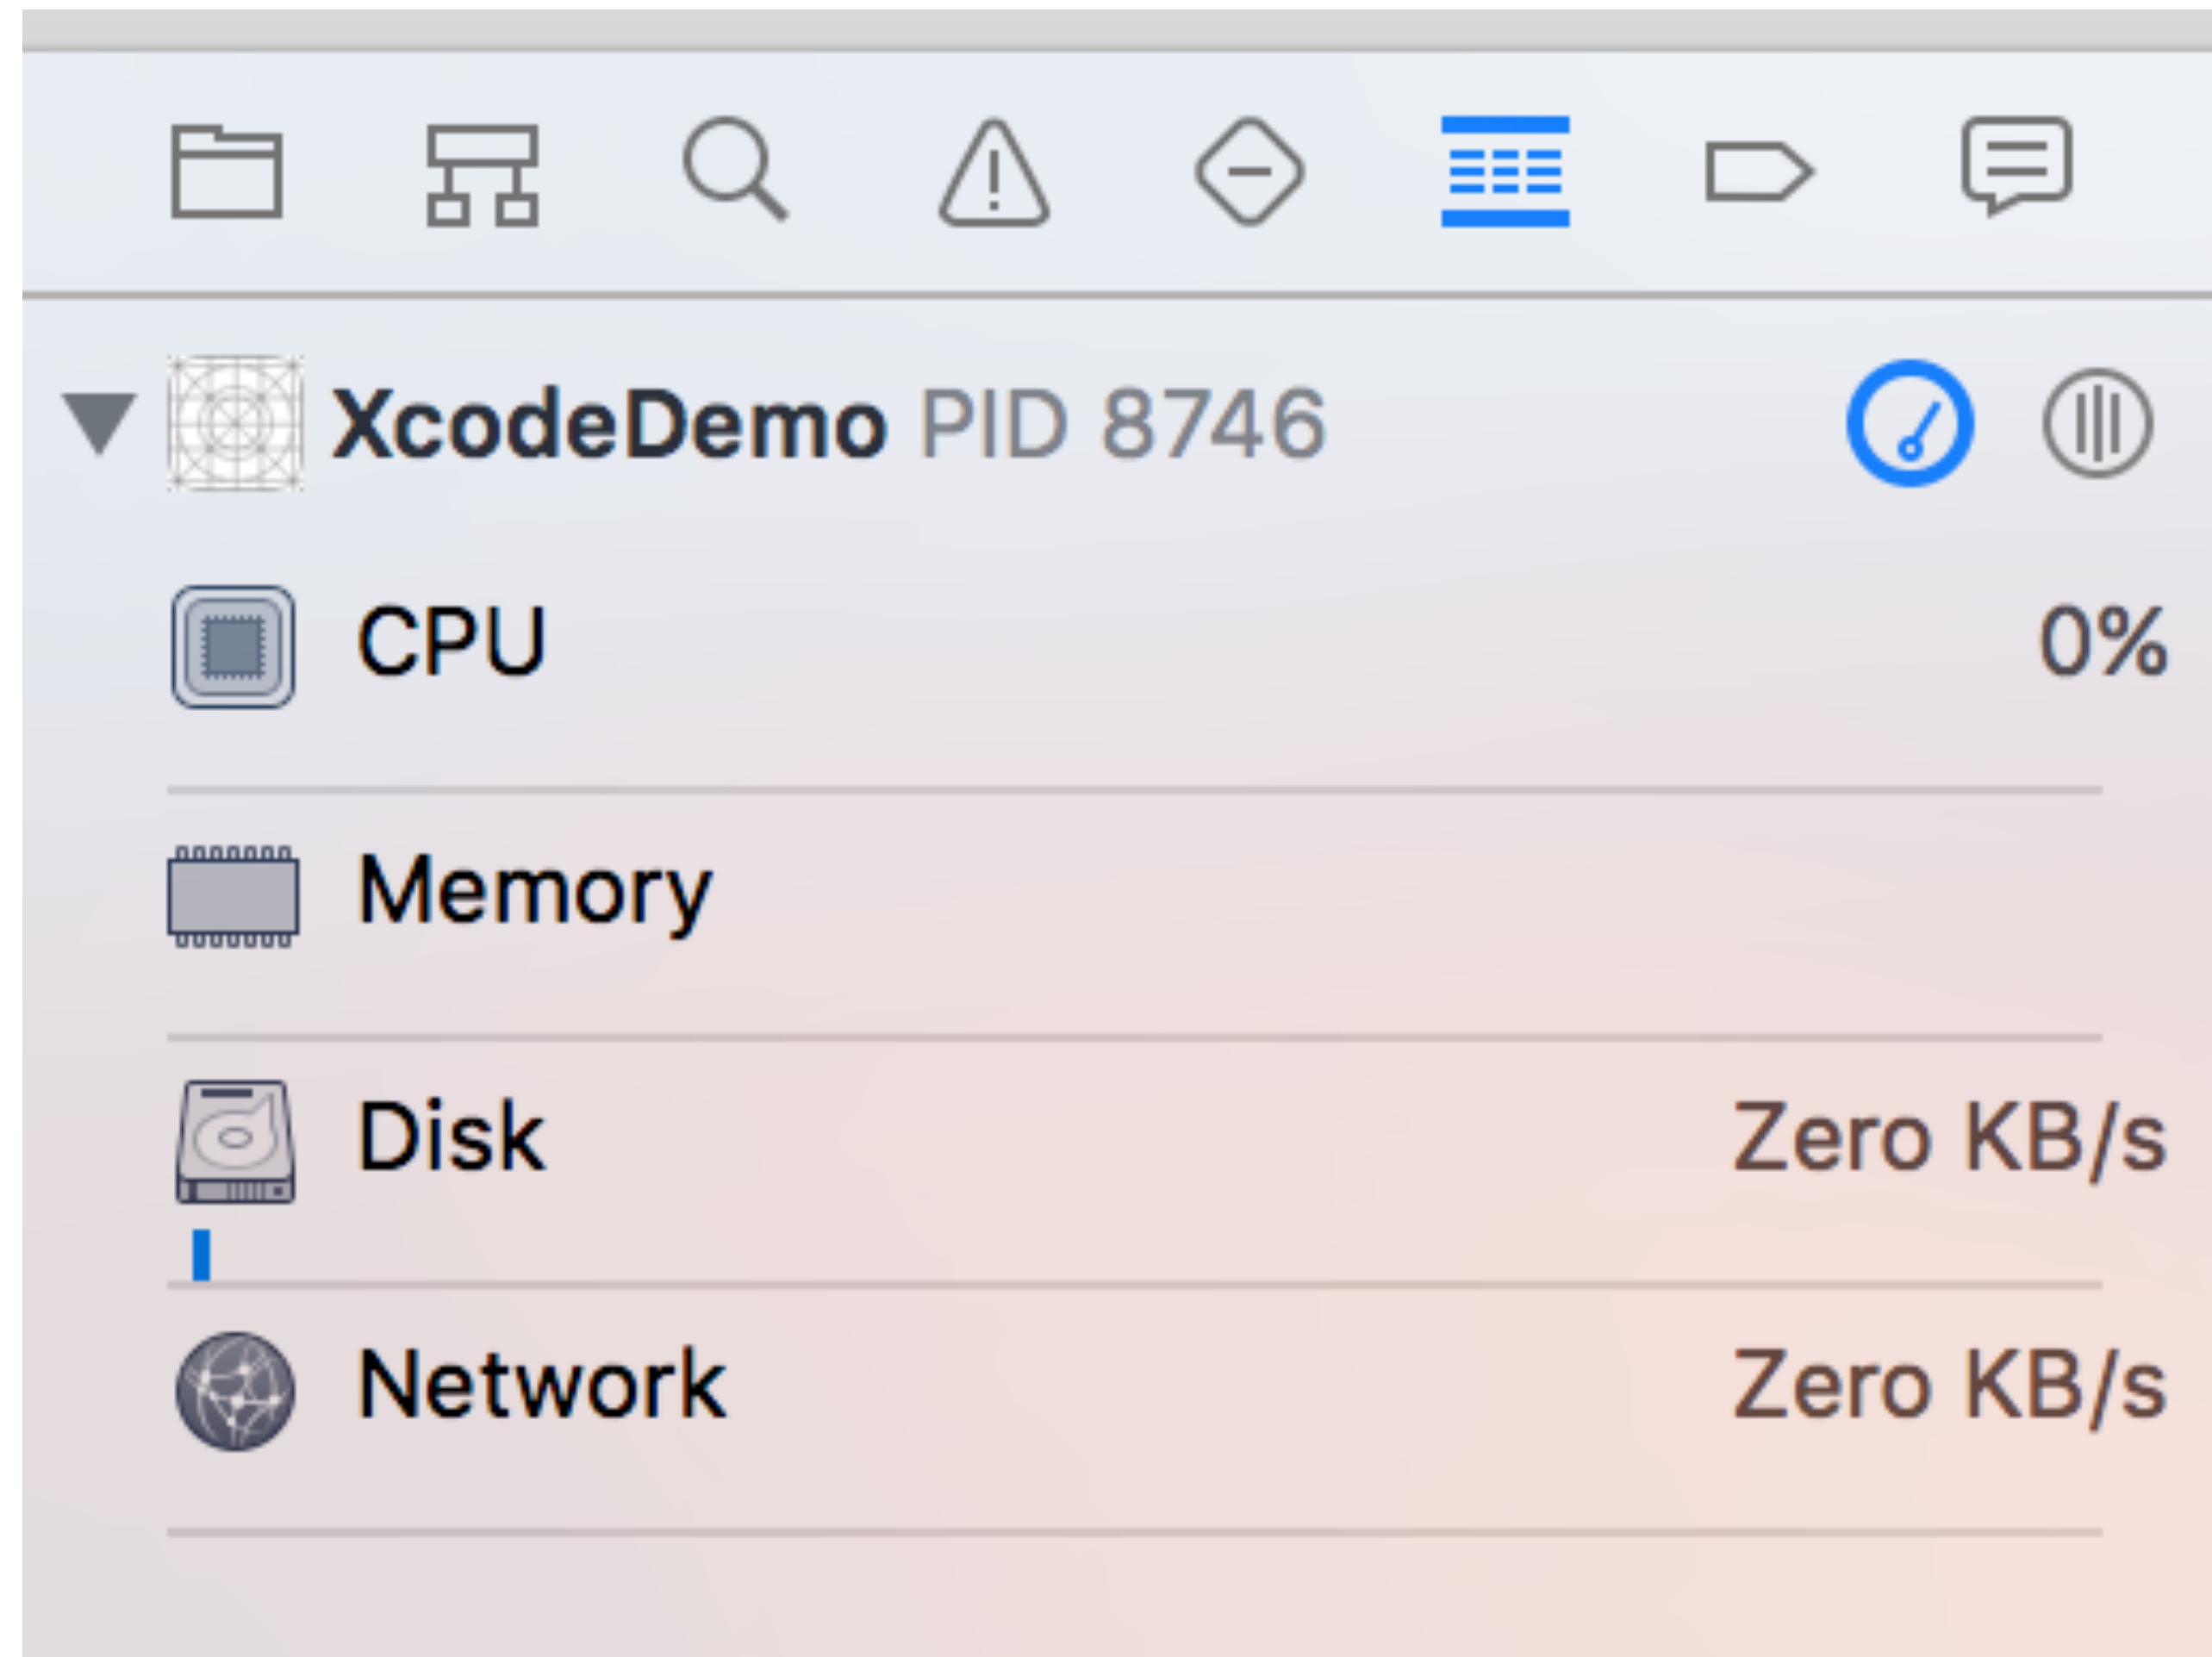 XcodeDemo PID 8746
CPU 0%
Memory
Disk Zero KB/s
Network Zero KB/s